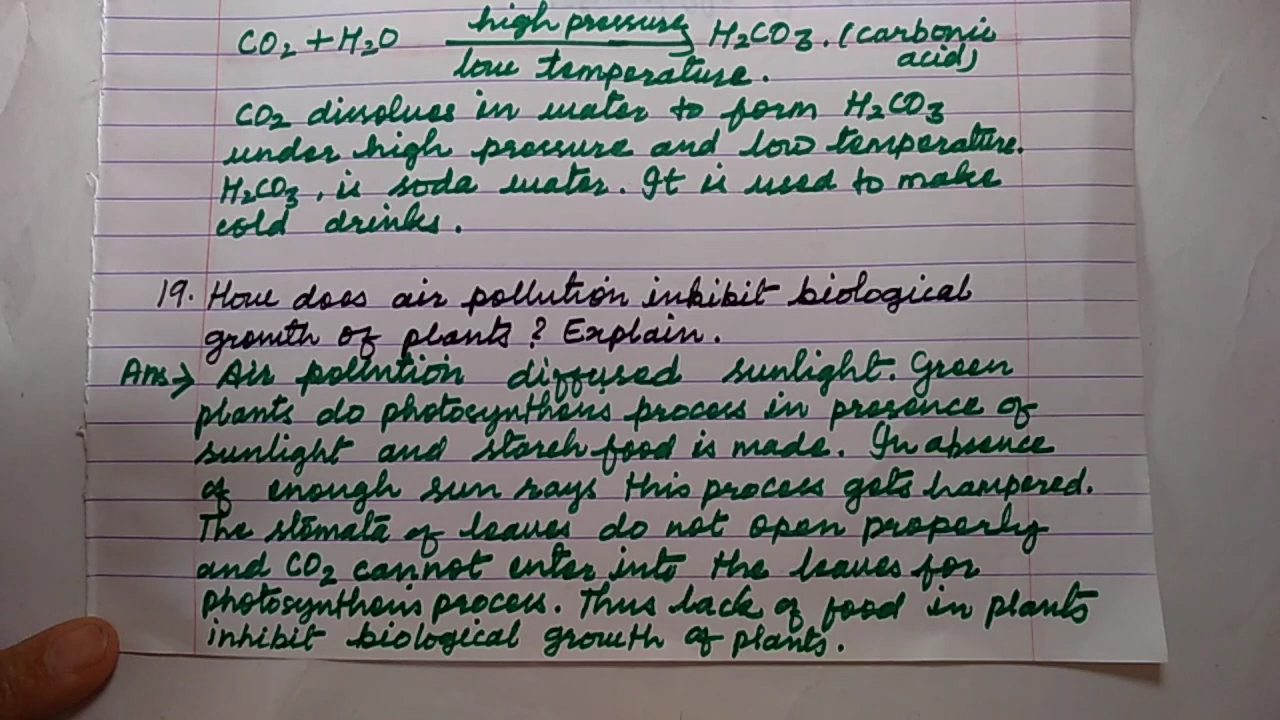 high pressure
CO₂ + H₂O ⟶ H₂CO₃. (carbonic
low temperature. acid)
CO₂ dissolves in water to form H₂CO₃
under high pressure and low temperature.
H₂CO₃, is soda water. It is used to make
cold drinks.
19. How does air pollution inhibit biological
growth of plants? Explain.
Ans→ Air pollution diffused sunlight. Green
plants do photosynthesis process in presence of
sunlight and starch food is made. In absence
of enough sun rays this process gets hampered.
The stomata of leaves do not open properly
and CO₂ cannot enter into the leaves for
photosynthesis process. Thus lack of food in plants
inhibit biological growth of plants.